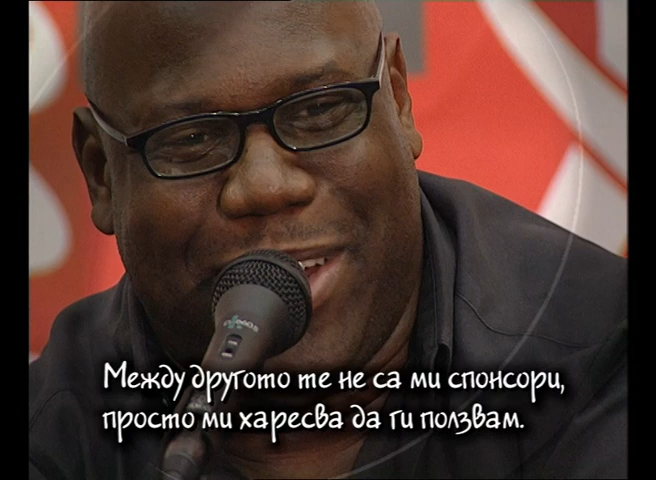 Между другото те не са ми спонсори,
просто ми харесва да ги ползвам.